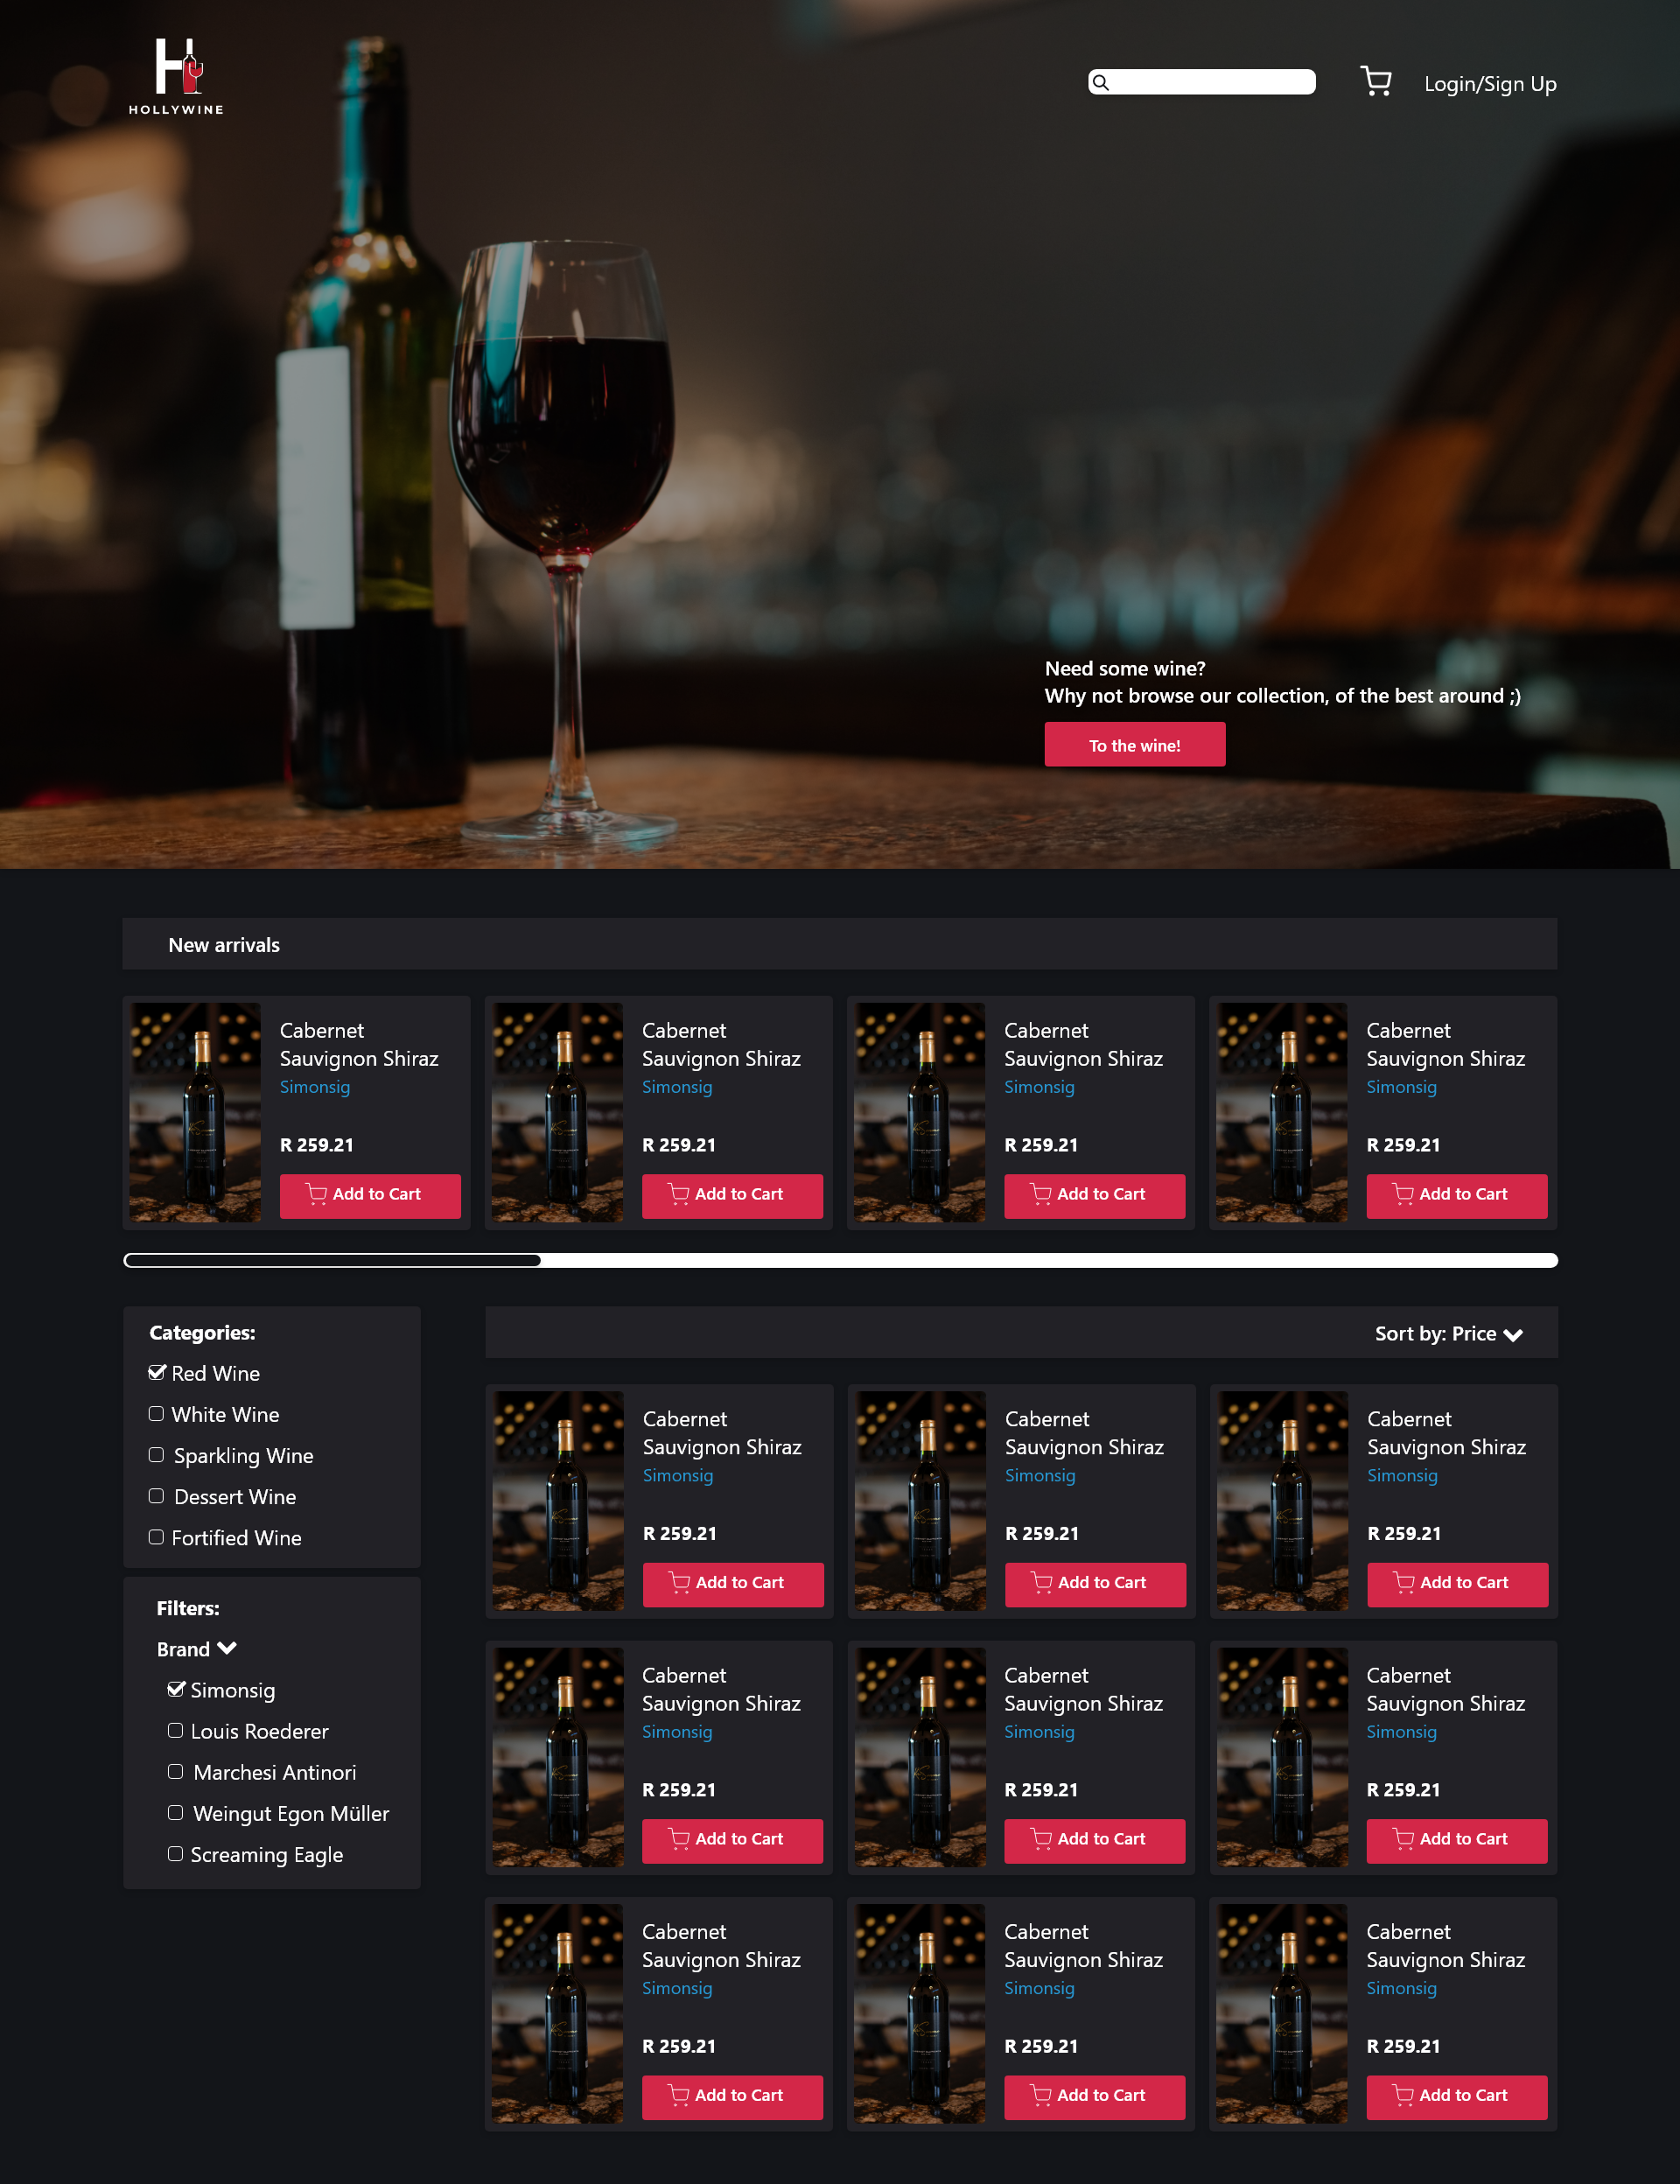 HOLLYWINE
Login/Sign Up
Need some wine?
Why not browse our collection, of the best around ;)
To the wine!
New arrivals
Cabernet
Sauvignon Shiraz
Simonsig
R 259.21
Add to Cart
Cabernet
Sauvignon Shiraz
Simonsig
R 259.21
Add to Cart
Cabernet
Sauvignon Shiraz
Simonsig
R 259.21
Add to Cart
Cabernet
Sauvignon Shiraz
Simonsig
R 259.21
Add to Cart
Categories:
Red Wine
White Wine
Sparkling Wine
Dessert Wine
Fortified Wine
Filters:
Brand
Simonsig
Louis Roederer
Marchesi Antinori
Weingut Egon Müller
Screaming Eagle
Sort by: Price
Cabernet
Sauvignon Shiraz
Simonsig
R 259.21
Add to Cart
Cabernet
Sauvignon Shiraz
Simonsig
R 259.21
Add to Cart
Cabernet
Sauvignon Shiraz
Simonsig
R 259.21
Add to Cart
Cabernet
Sauvignon Shiraz
Simonsig
R 259.21
Add to Cart
Cabernet
Sauvignon Shiraz
Simonsig
R 259.21
Add to Cart
Cabernet
Sauvignon Shiraz
Simonsig
R 259.21
Add to Cart
Cabernet
Sauvignon Shiraz
Simonsig
R 259.21
Add to Cart
Cabernet
Sauvignon Shiraz
Simonsig
R 259.21
Add to Cart
Cabernet
Sauvignon Shiraz
Simonsig
R 259.21
Add to Cart